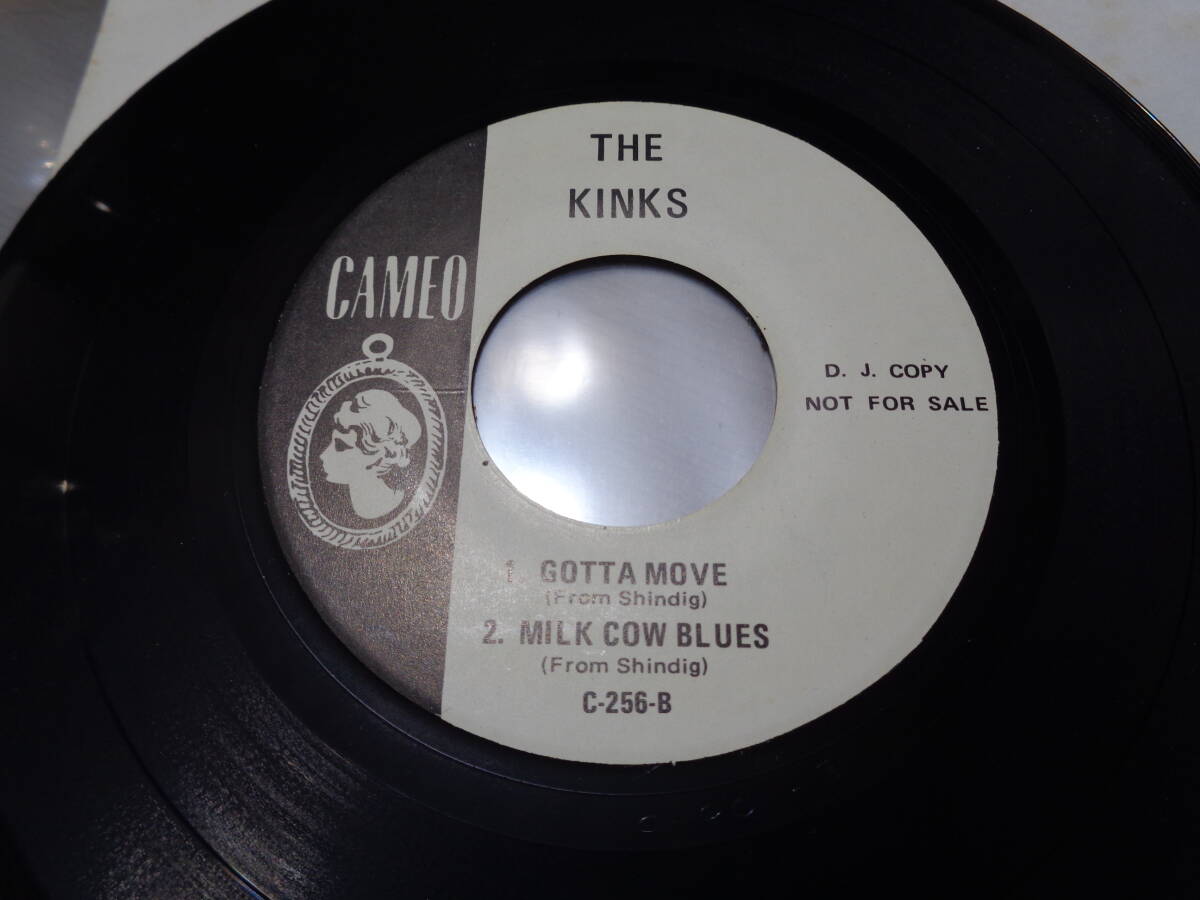 THE
KINKS
CAMEO
D. J. COPY
NOT FOR SALE
1. GOTTA MOVE
(From Shindig)
2. MILK COW BLUES
(From Shindig)
C-256-B